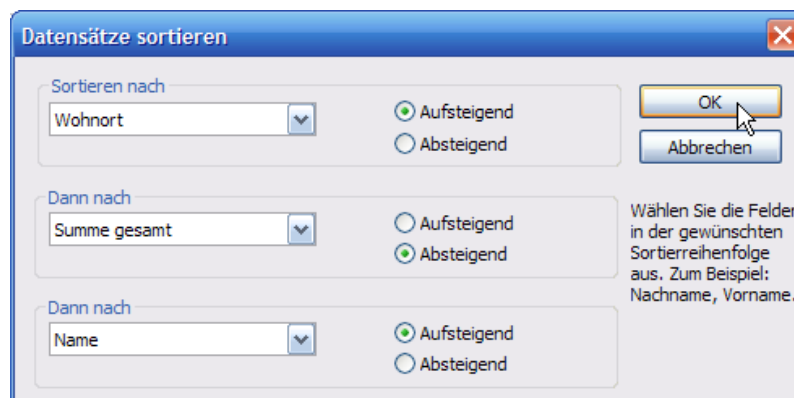 Datensätze sortieren
Sortieren nach
Wohnort
Aufsteigend
Absteigend
OK
Abbrechen
Dann nach
Summe gesamt
Aufsteigend
Absteigend
Wählen Sie die Felder
in der gewünschten
Sortierreihenfolge
aus. Zum Beispiel:
Nachname, Vorname.
Dann nach
Name
Aufsteigend
Absteigend